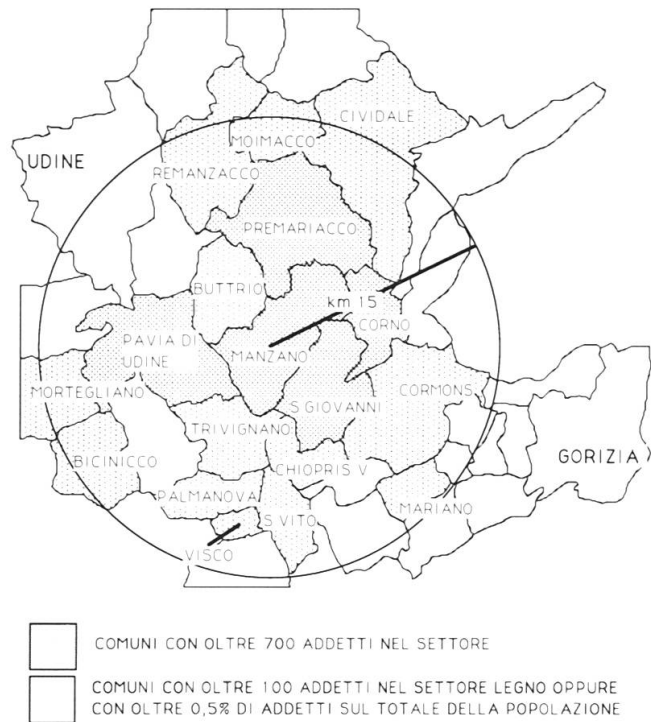 CIVIDALE
MOIMACCO
UDINE
REMANZACCO
PREMARIACCO
BUTTRIO
km 15
CORNO
PAVIA DI
UDINE
MANZANO
MORTEGLIANO
S GIOVANNI
CORMONS
TRIVIGNANO
BICINICCO
CHIOPRIS V
GORIZIA
PALMANOVA
S VITO
MARIANO
VISCO
COMUNI CON OLTRE 700 ADDETTI NEL SETTORE
COMUNI CON OLTRE 100 ADDETTI NEL SETTORE LEGNO OPPURE
CON OLTRE 0,5% DI ADDETTI SUL TOTALE DELLA POPOLAZIONE